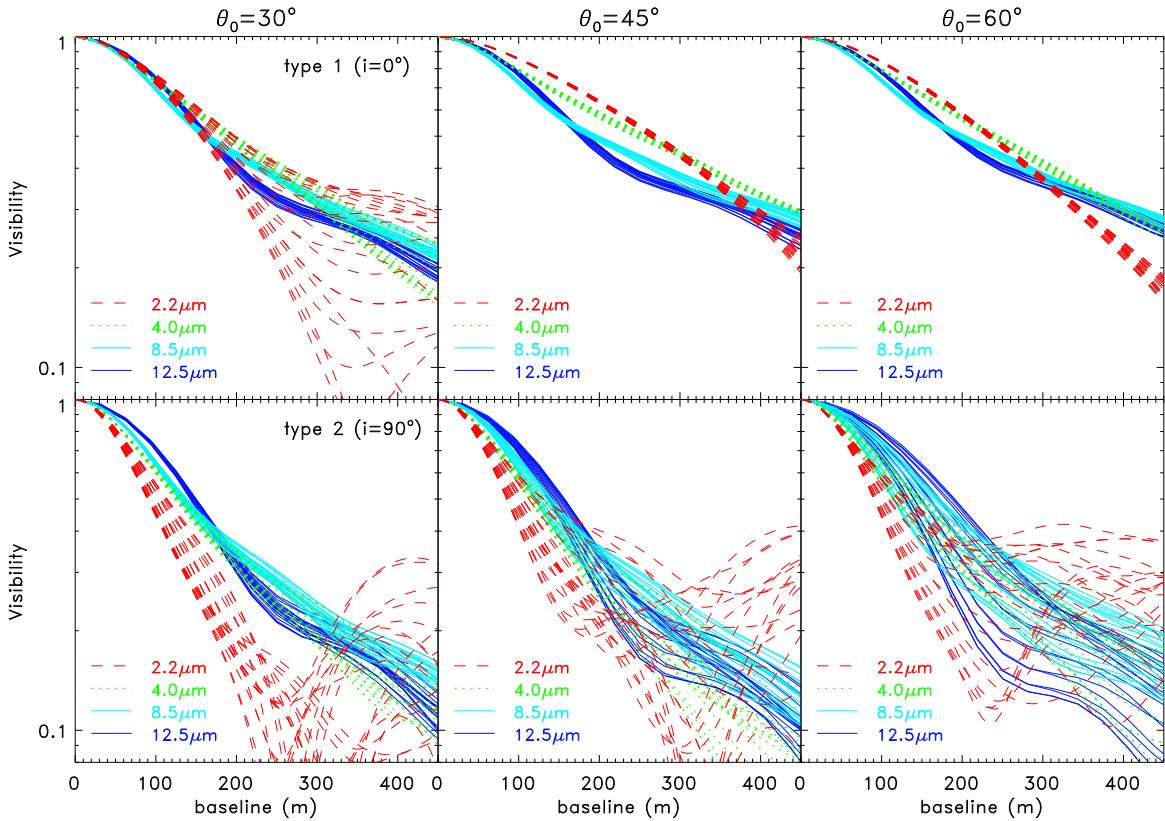 θ₀=30° θ₀=45° θ₀=60°
1
type 1 (i=0°)
Visibility
2.2μm 2.2μm 2.2μm
4.0μm 4.0μm 4.0μm
8.5μm 8.5μm 8.5μm
0.1 12.5μm 12.5μm 12.5μm
1
type 2 (i=90°)
Visibility
2.2μm 2.2μm 2.2μm
4.0μm 4.0μm 4.0μm
8.5μm 8.5μm 8.5μm
0.1 12.5μm 12.5μm 12.5μm
0 100 200 300 400 0 100 200 300 400 0 100 200 300 400
baseline (m) baseline (m) baseline (m)